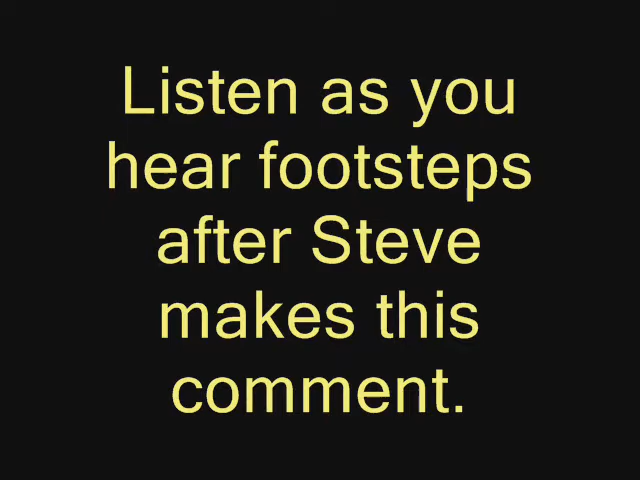 Listen as you
hear footsteps
after Steve
makes this
comment.